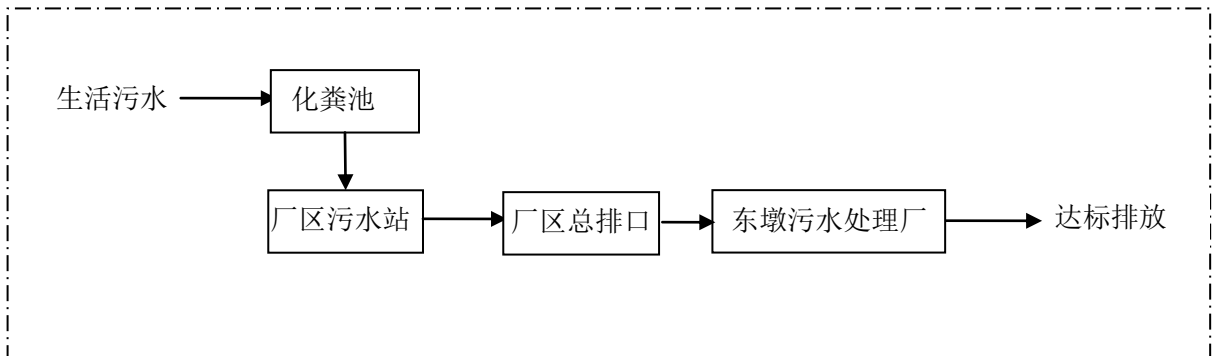 生活污水
化粪池
厂区污水站
厂区总排口
东墩污水处理厂
达标排放